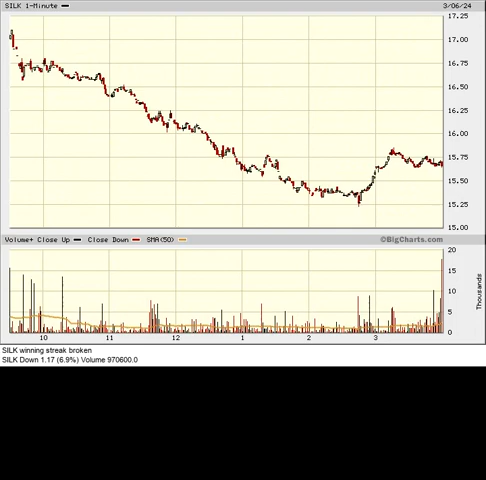 SILK 1-Minute 3/06/24
17.25
17.00
16.75
16.50
16.25
16.00
15.75
15.50
15.25
15.00
Volume+ Close Up Close Down SMA(50) ©BigCharts.com
20
15
10
5
0
Thousands
10 11 12 1 2 3
SILK winning streak broken
SILK Down 1.17 (6.9%) Volume 970600.0